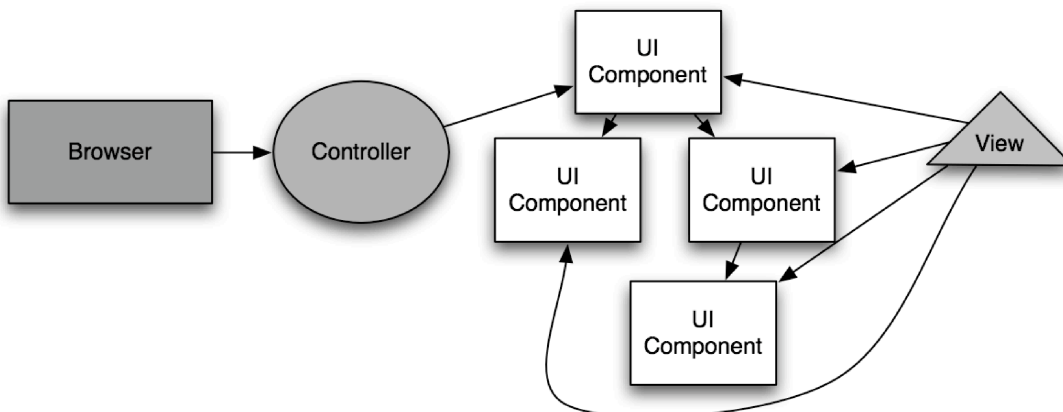 UI
Component
Browser
Controller
View
UI
Component
UI
Component
UI
Component